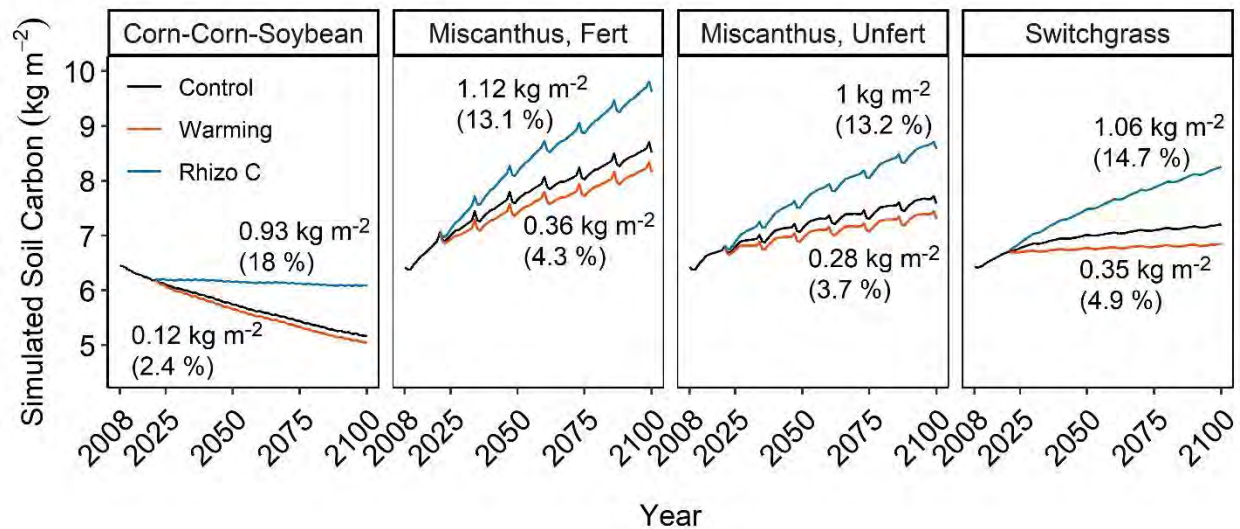 Simulated Soil Carbon (kg m⁻²)
10
9
8
7
6
5
Corn-Corn-Soybean
Control
Warming
Rhizo C
0.93 kg m⁻²
(18 %)
0.12 kg m⁻²
(2.4 %)
Miscanthus, Fert
1.12 kg m⁻²
(13.1 %)
0.36 kg m⁻²
(4.3 %)
Miscanthus, Unfert
1 kg m⁻²
(13.2 %)
0.28 kg m⁻²
(3.7 %)
Switchgrass
1.06 kg m⁻²
(14.7 %)
0.35 kg m⁻²
(4.9 %)
2008 2025 2050 2075 2100 2008 2025 2050 2075 2100 2008 2025 2050 2075 2100 2008 2025 2050 2075 2100
Year